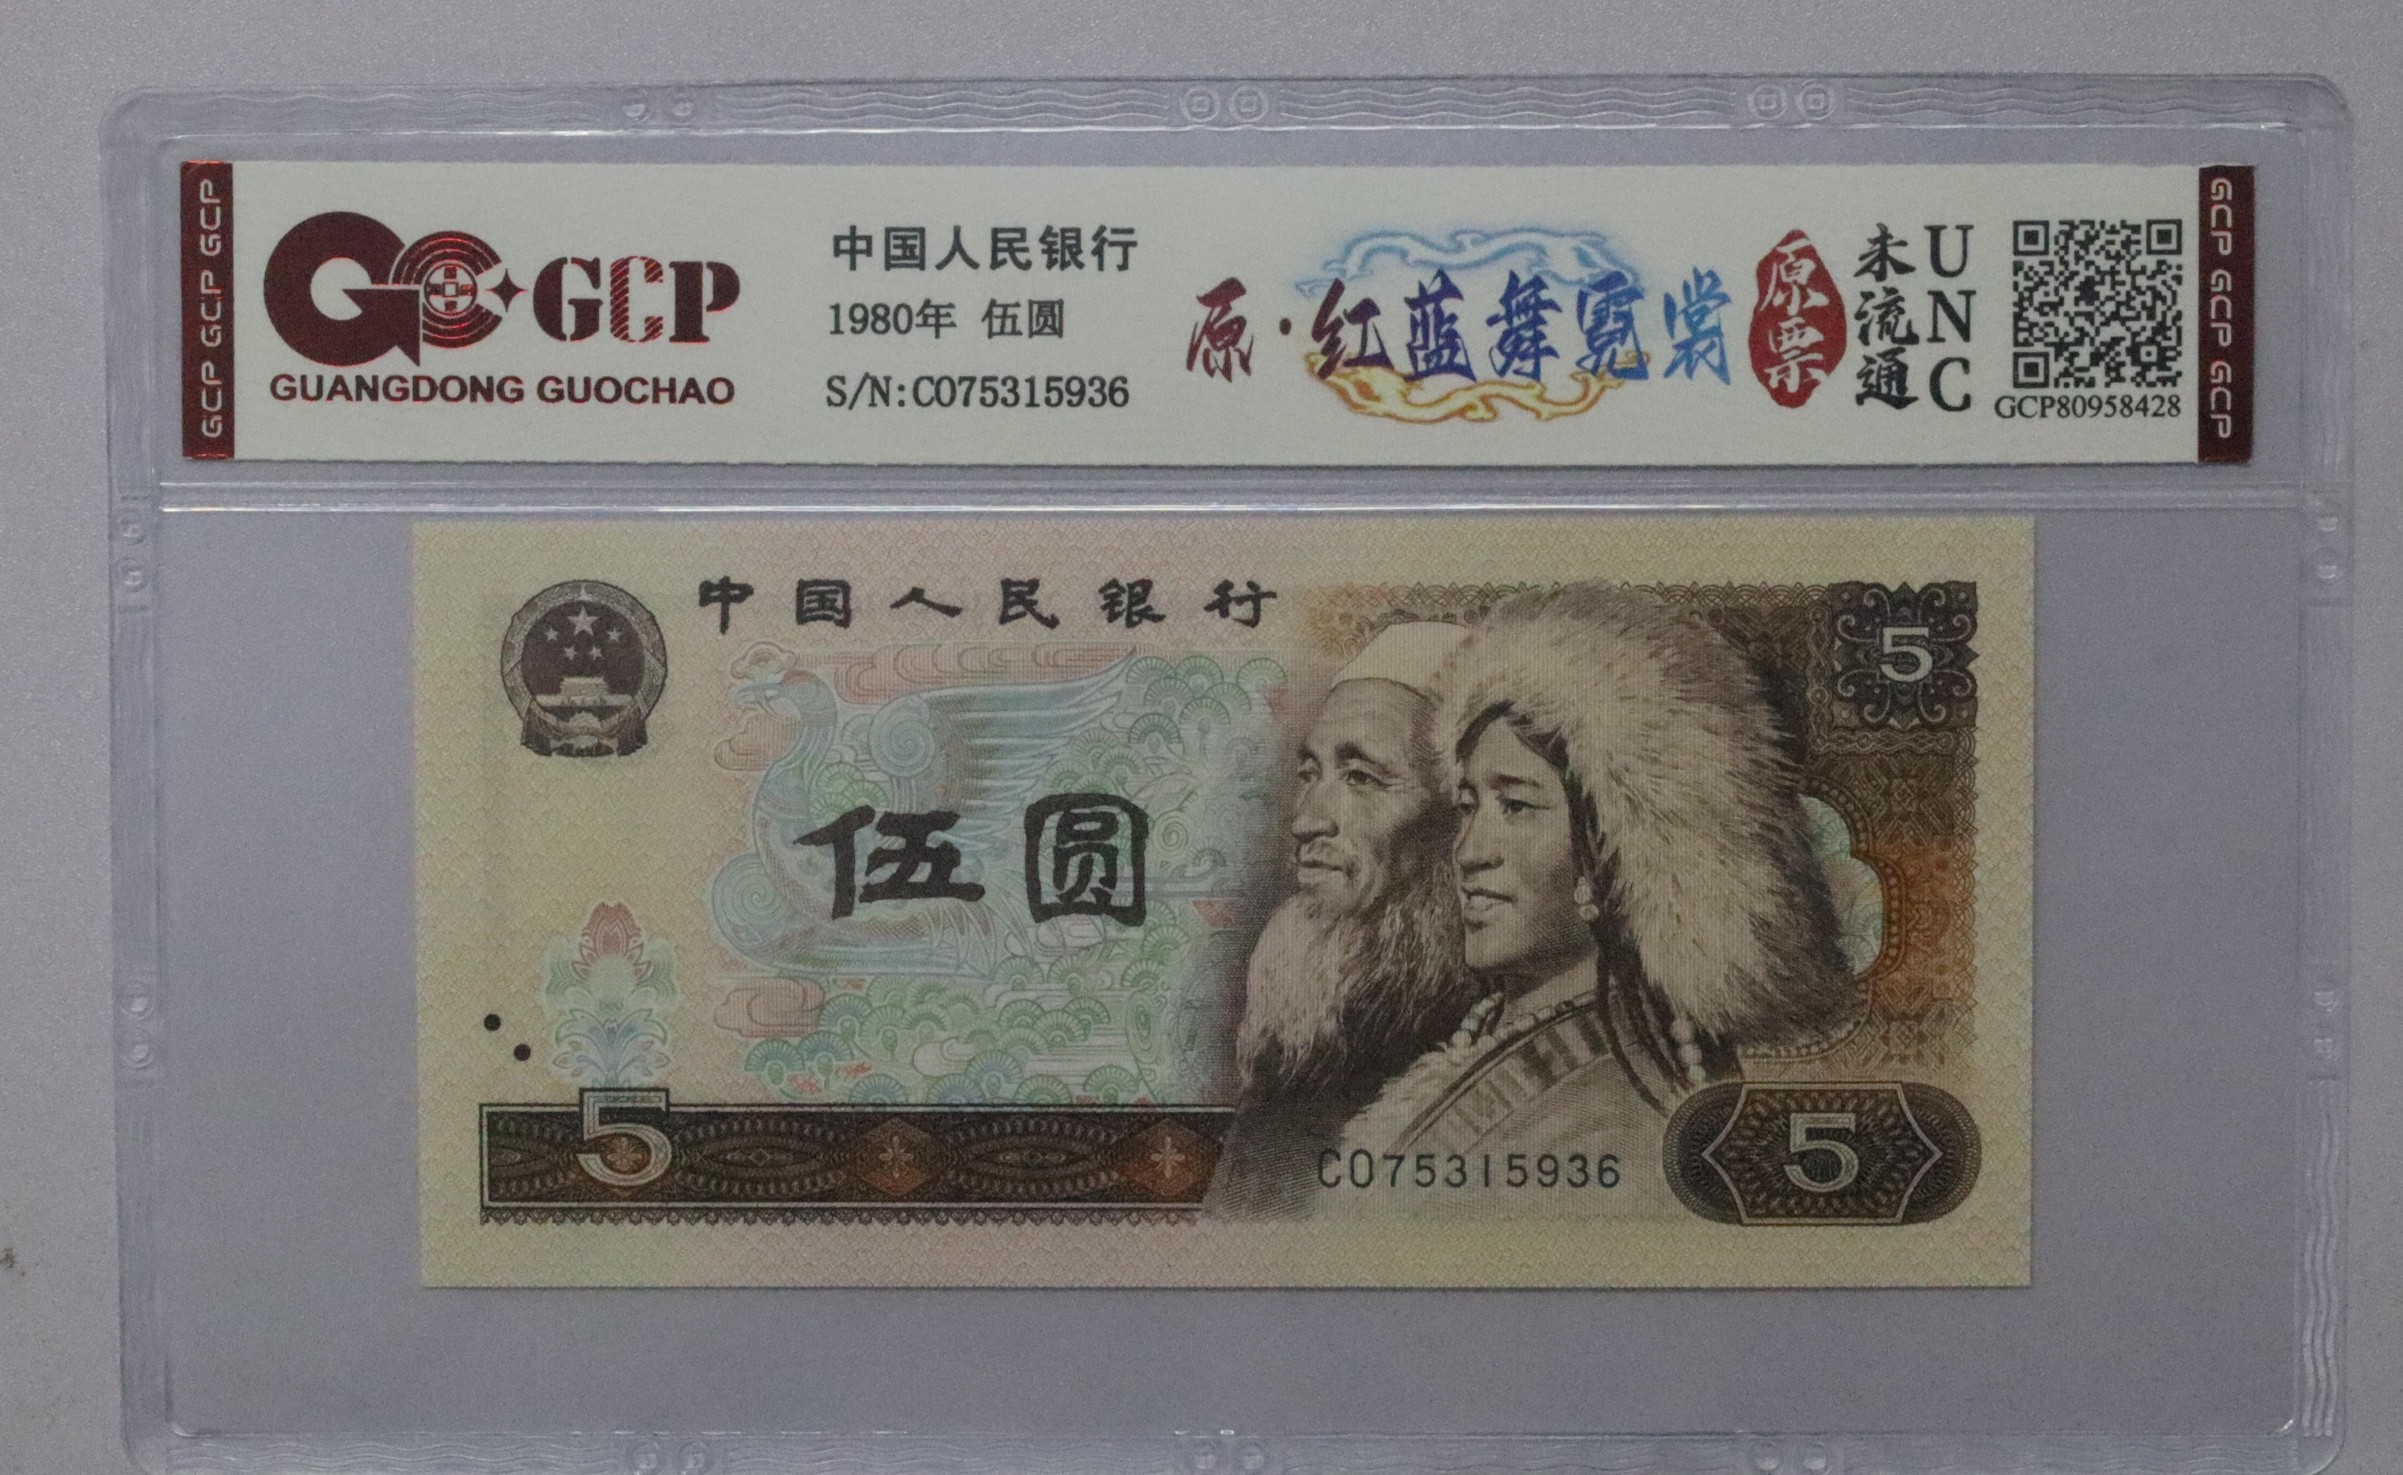 GCP GCP GCP
GCP
GUANGDONG GUOCHAO
中国人民银行
1980年 伍圆
S/N:CO75315936
原·红蓝舞霓裳
原票
未流通
UNC
GCP80958428
GCP GCP GCP
中国人民银行
5
伍圆
5
CO75315936
5